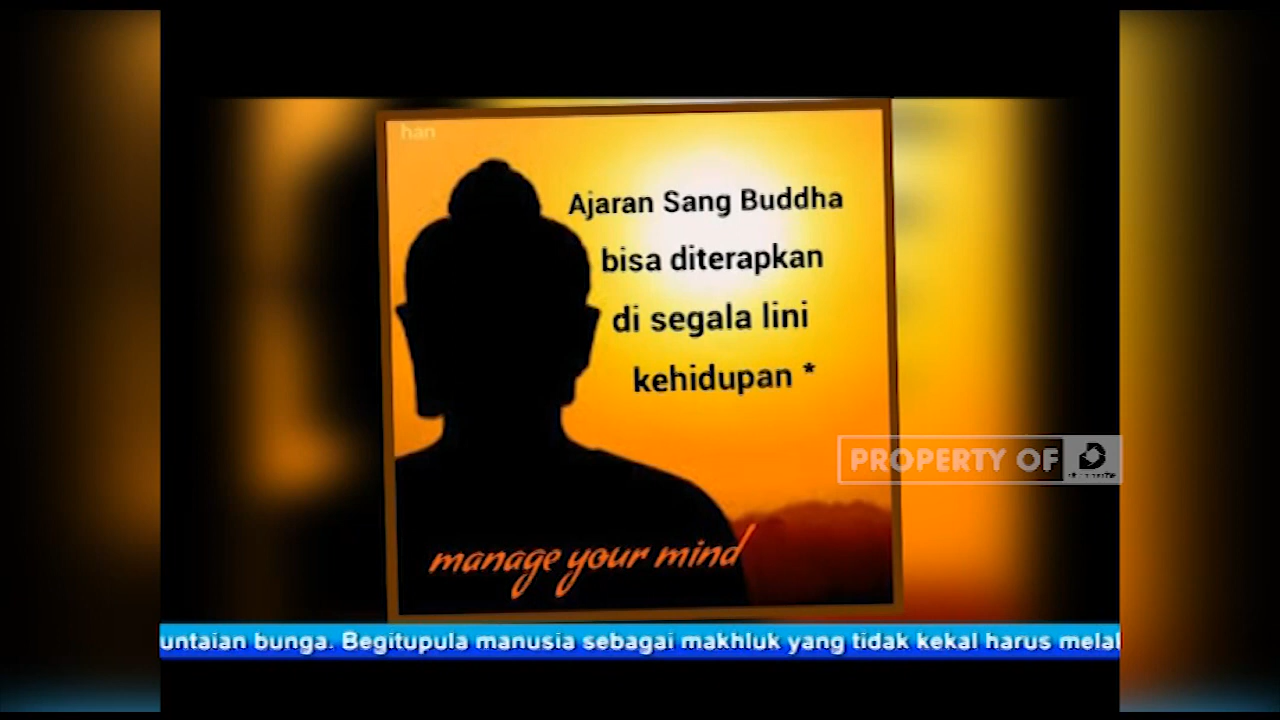 han
Ajaran Sang Buddha
bisa diterapkan
di segala lini
kehidupan *
PROPERTY OF
manage your mind
untaian bunga. Begitupula manusia sebagai makhluk yang tidak kekal harus melal